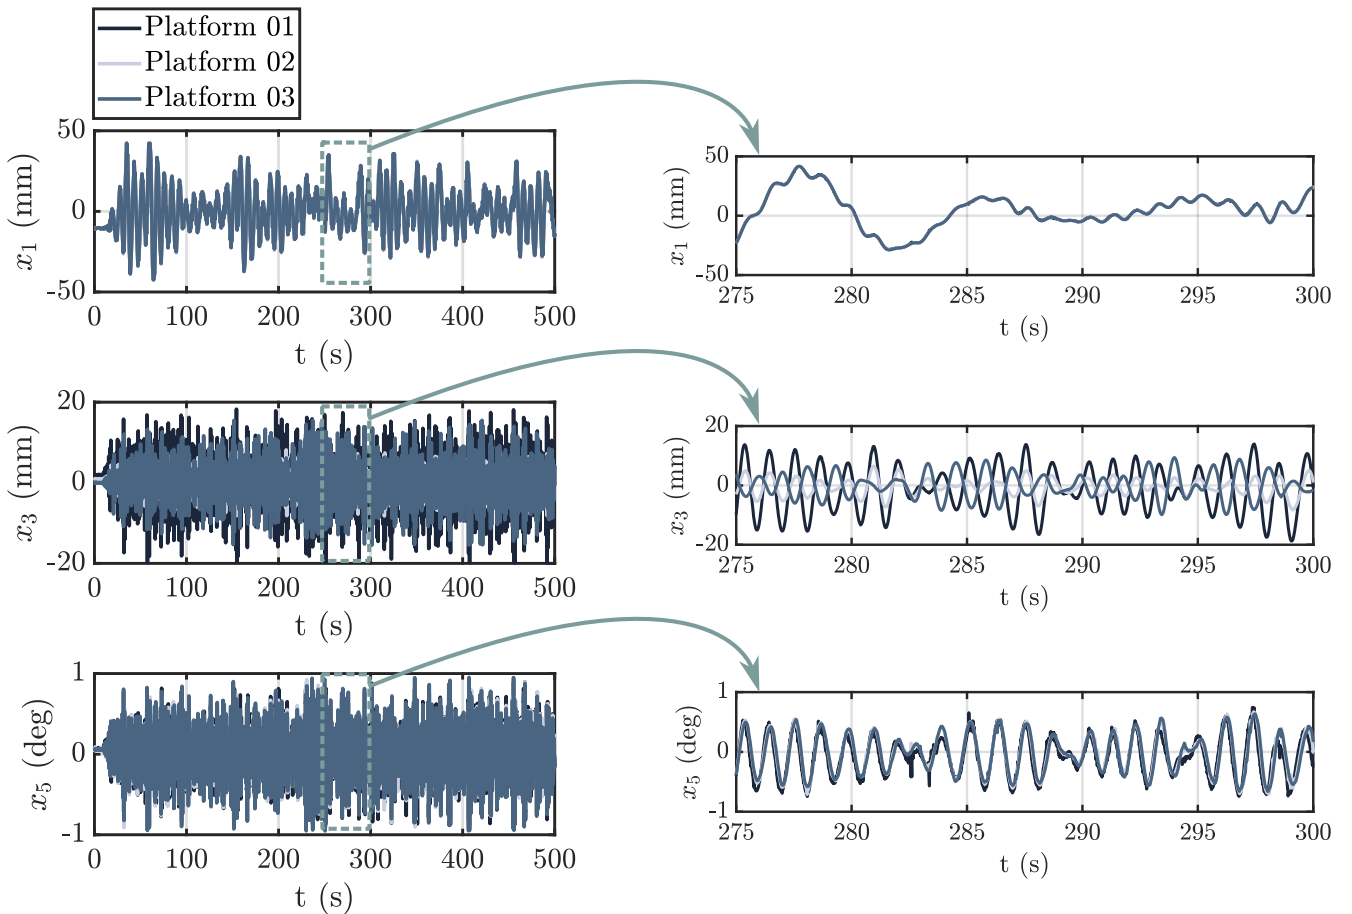 Platform 01
Platform 02
Platform 03
50
0
-50
x1 (mm)
0 100 200 300 400 500
t (s)
50
0
-50
x1 (mm)
275 280 285 290 295 300
t (s)
20
0
-20
x3 (mm)
0 100 200 300 400 500
t (s)
20
0
-20
x3 (mm)
275 280 285 290 295 300
t (s)
1
0
-1
x5 (deg)
0 100 200 300 400 500
t (s)
1
0
-1
x5 (deg)
275 280 285 290 295 300
t (s)